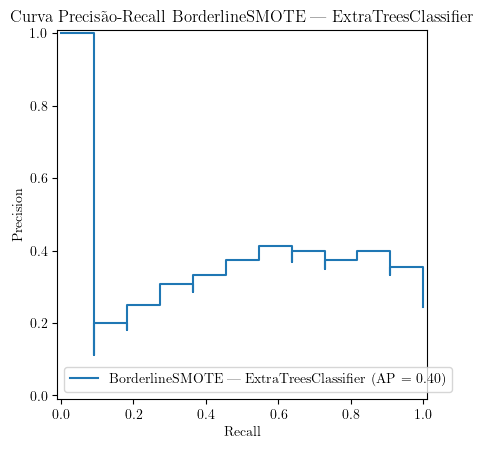 Curva Precisão-Recall BorderlineSMOTE — ExtraTreesClassifier
1.0
0.8
0.6
0.4
0.2
0.0
Precision
BorderlineSMOTE — ExtraTreesClassifier (AP = 0.40)
0.0 0.2 0.4 0.6 0.8 1.0
Recall